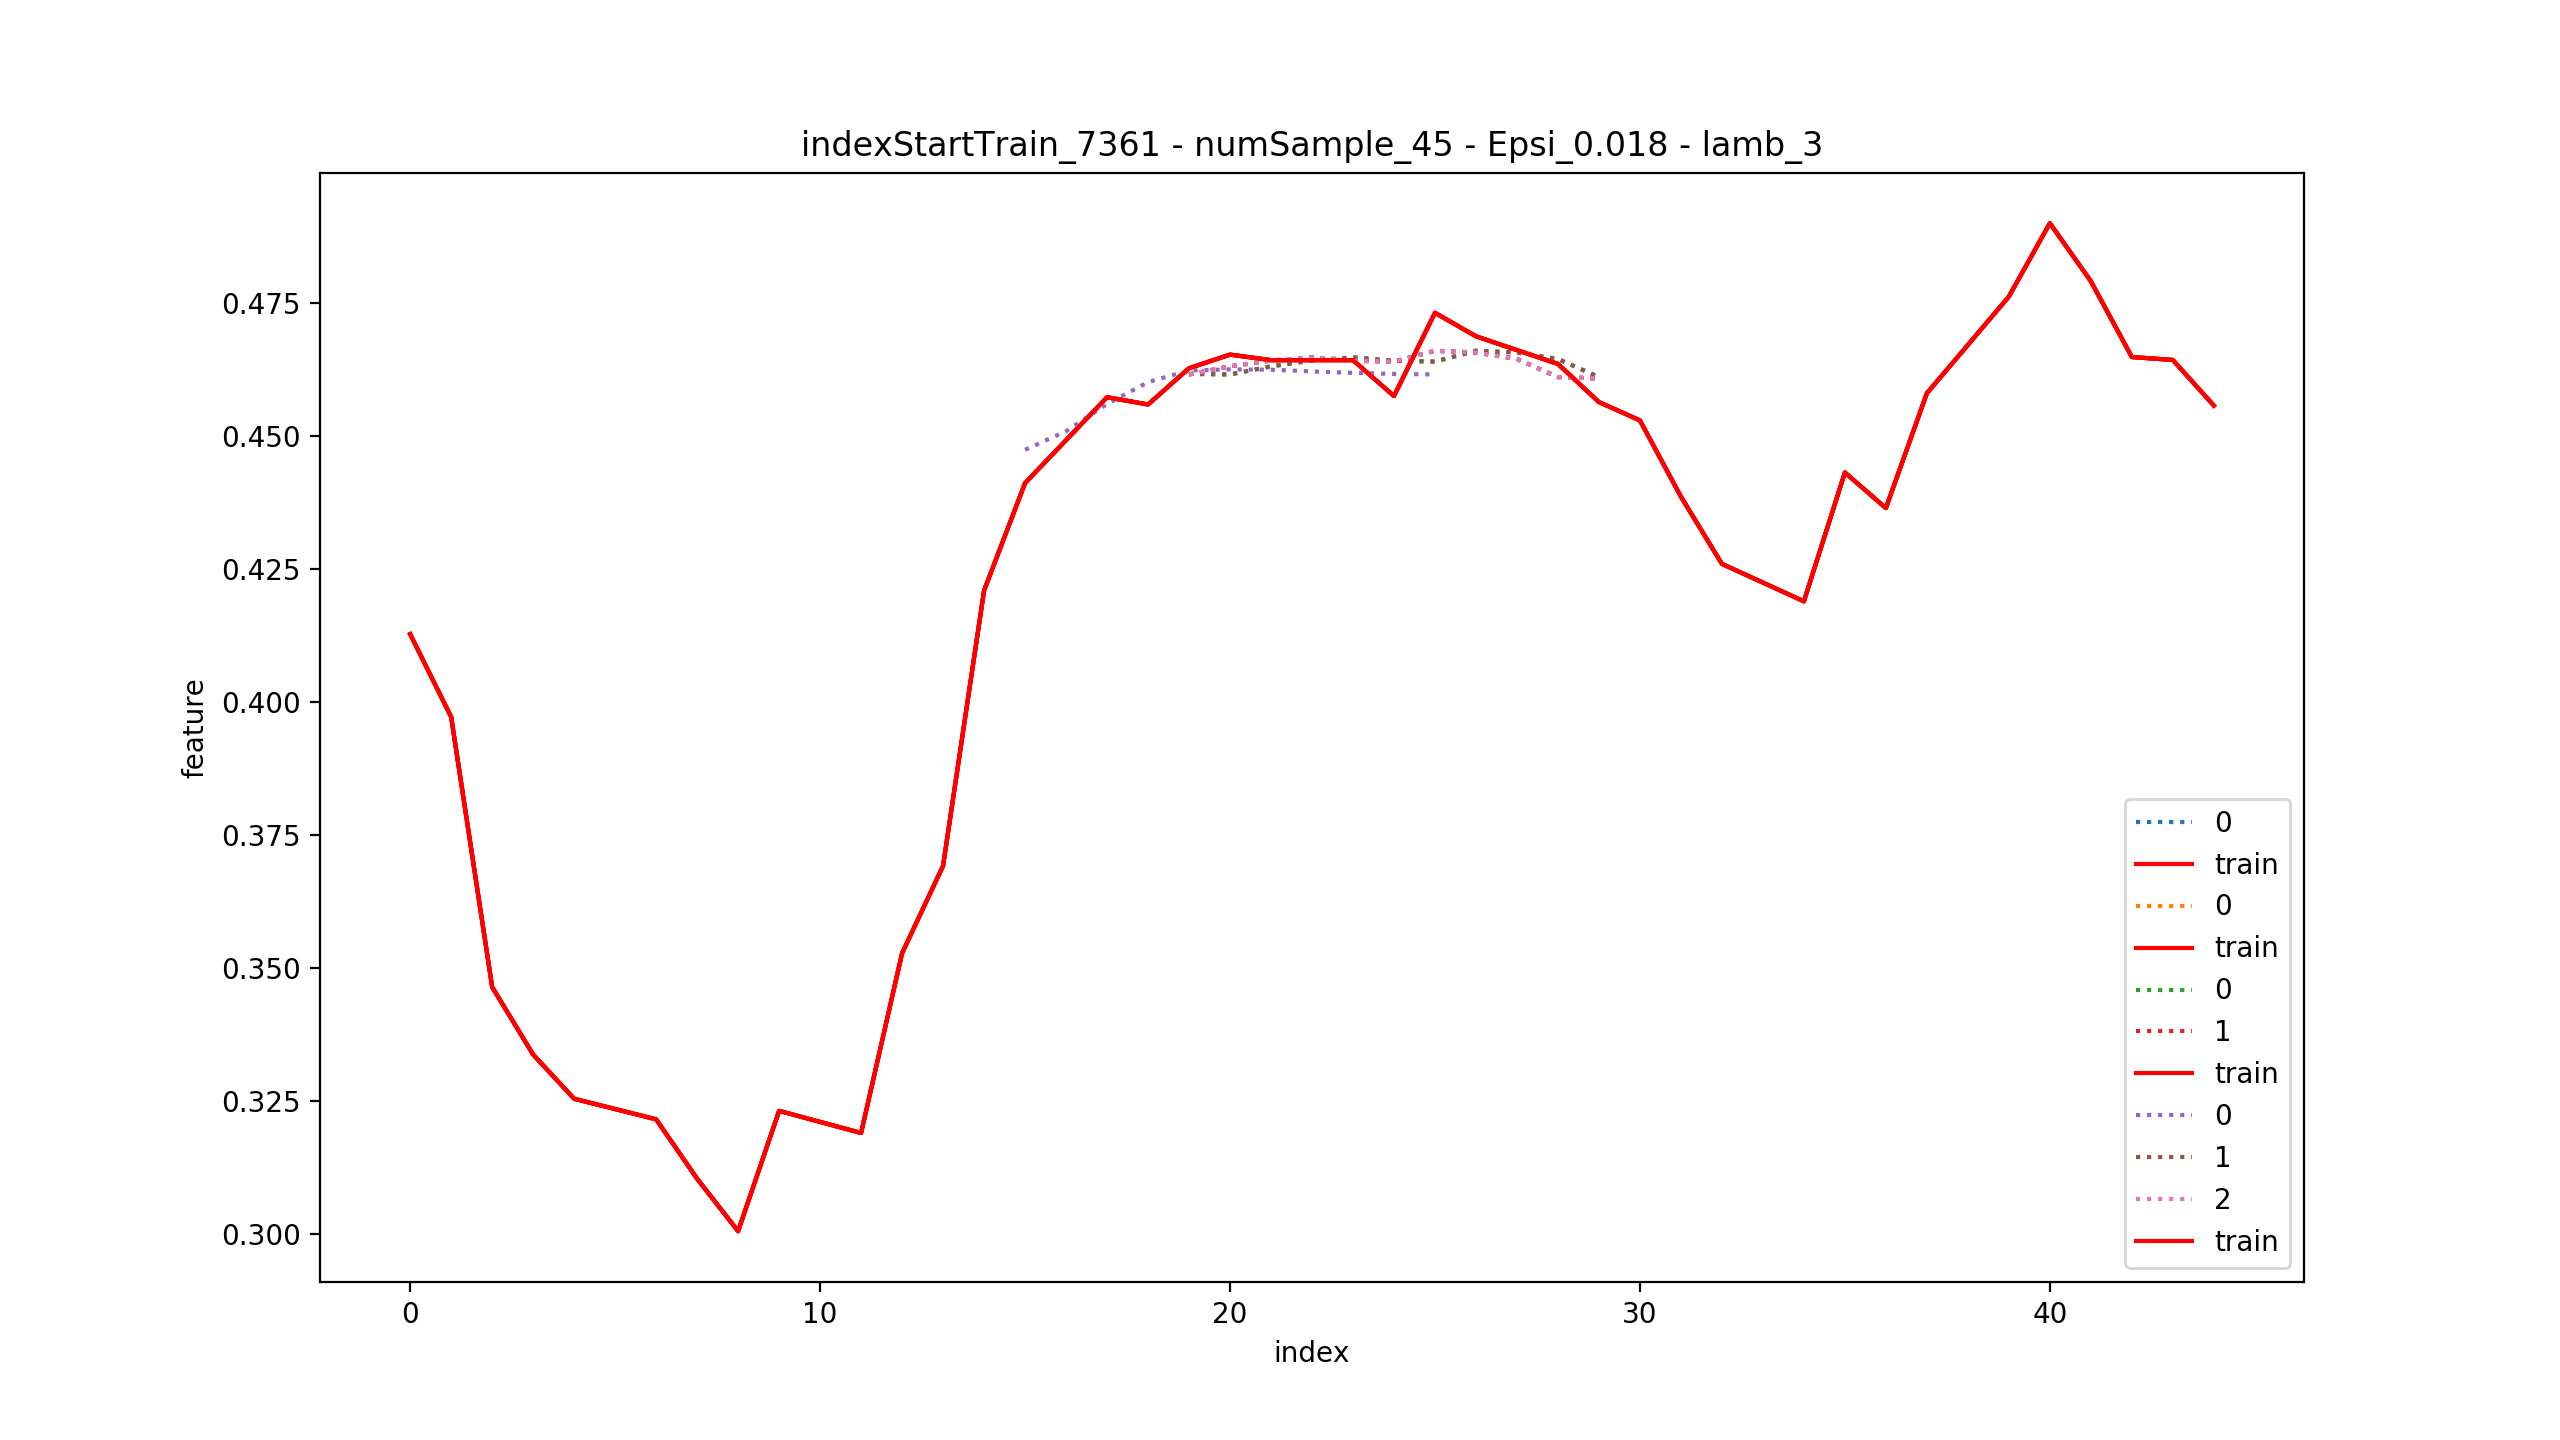 indexStartTrain_7361 - numSample_45 - Epsi_0.018 - lamb_3
0.475
0.450
0.425
0.400
0.375
0.350
0.325
0.300
feature
0 10 20 30 40
index
0
train
0
train
0
1
train
0
1
2
train